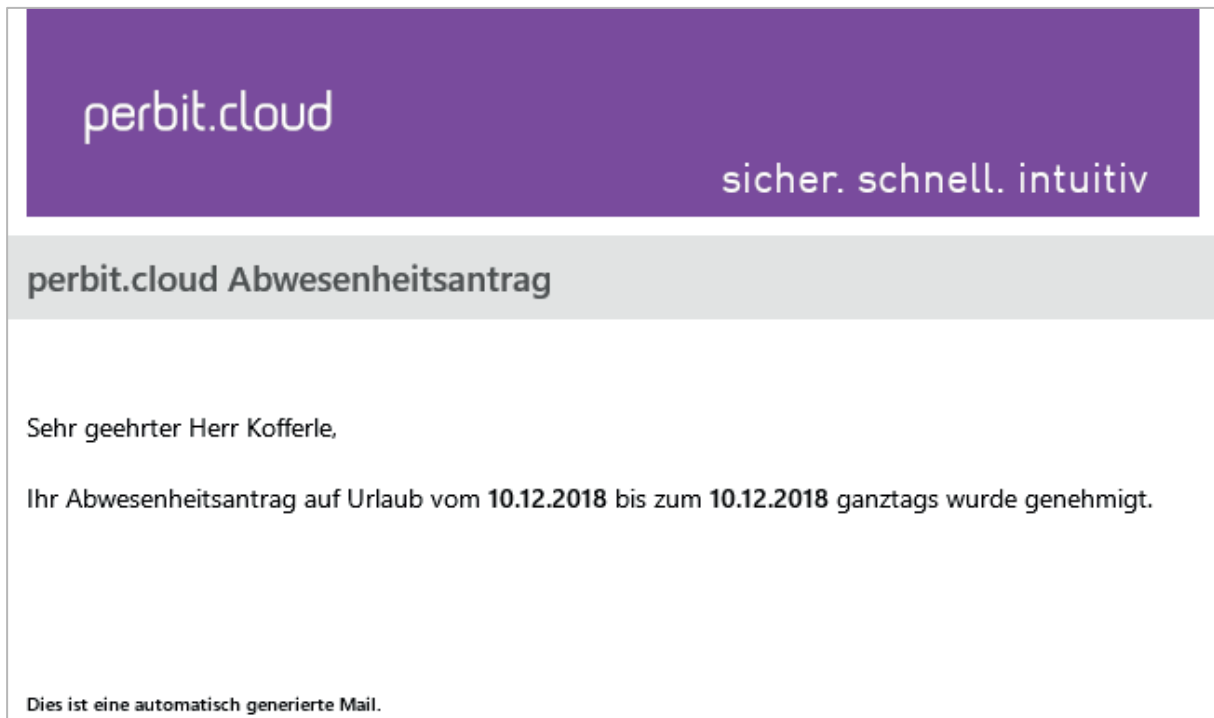 perbit.cloud
sicher. schnell. intuitiv
perbit.cloud Abwesenheitsantrag
Sehr geehrter Herr Kofferle,
Ihr Abwesenheitsantrag auf Urlaub vom 10.12.2018 bis zum 10.12.2018 ganztags wurde genehmigt.
Dies ist eine automatisch generierte Mail.